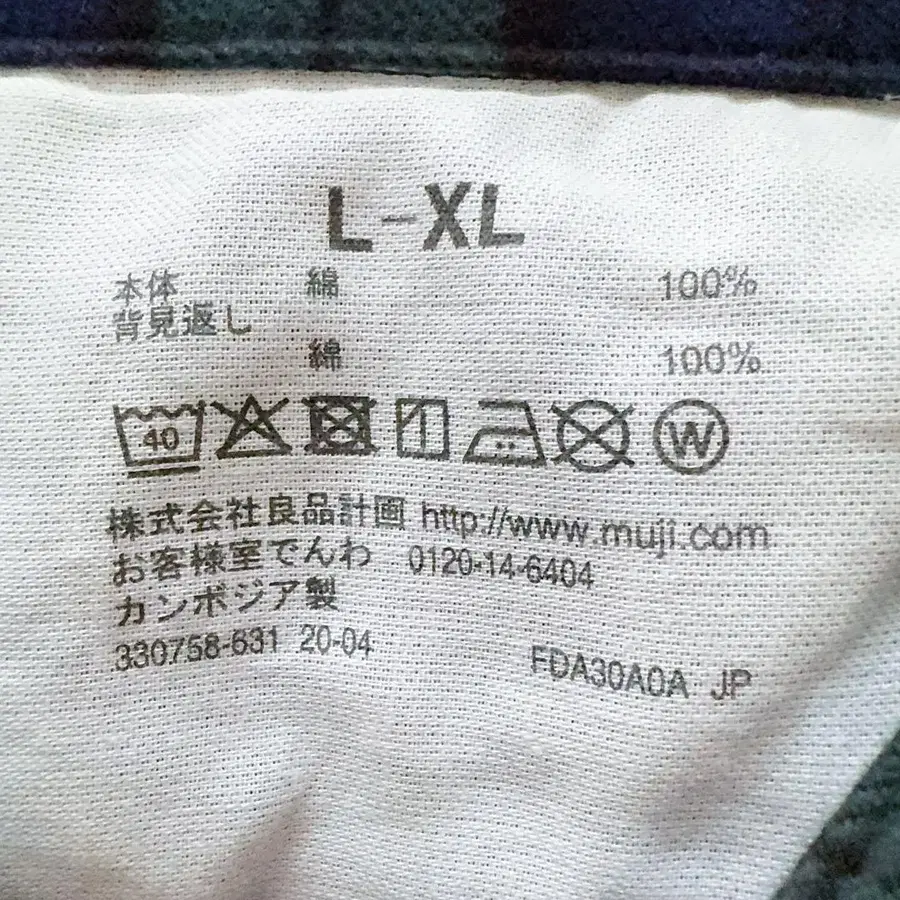 L-XL
本体 綿 100%
背見返し
綿 100%
40 W
株式会社良品計画 http://www.muji.com
お客様室でんわ 0120-14-6404
カンボジア製
330758-631 20-04
FDA30A0A JP